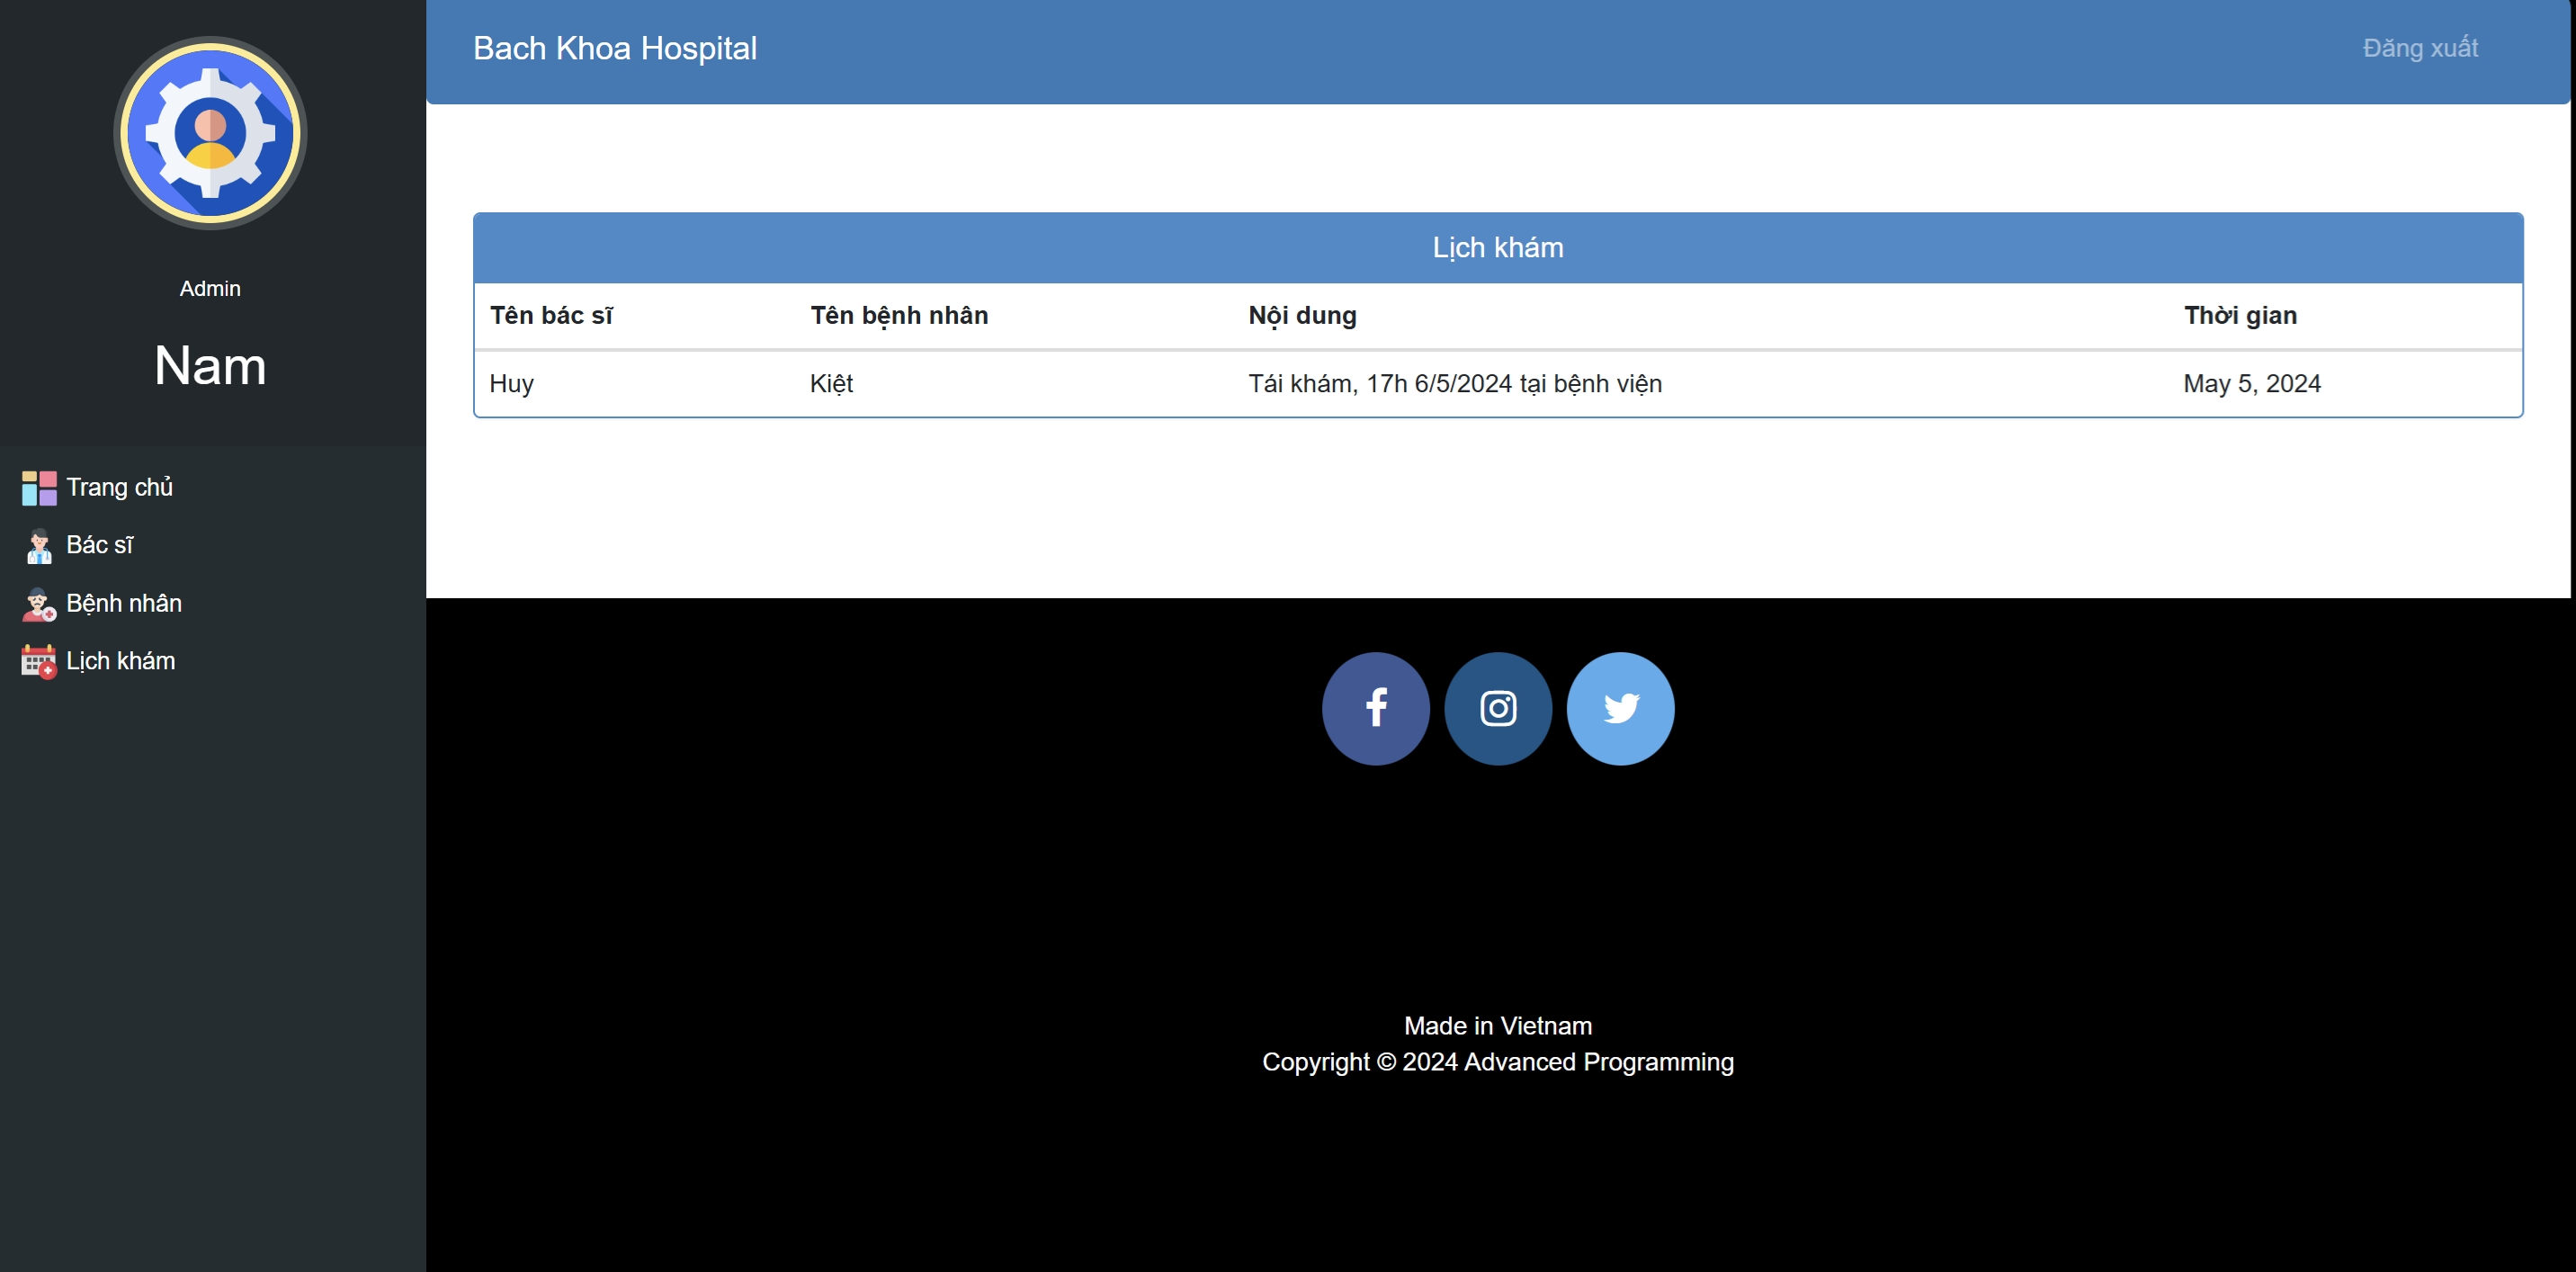 Bach Khoa Hospital
Đăng xuất
Admin
Nam
Trang chủ
Bác sĩ
Bệnh nhân
Lịch khám
Lịch khám
Tên bác sĩ Tên bệnh nhân Nội dung Thời gian
Huy Kiệt Tái khám, 17h 6/5/2024 tại bệnh viện May 5, 2024
Made in Vietnam
Copyright © 2024 Advanced Programming